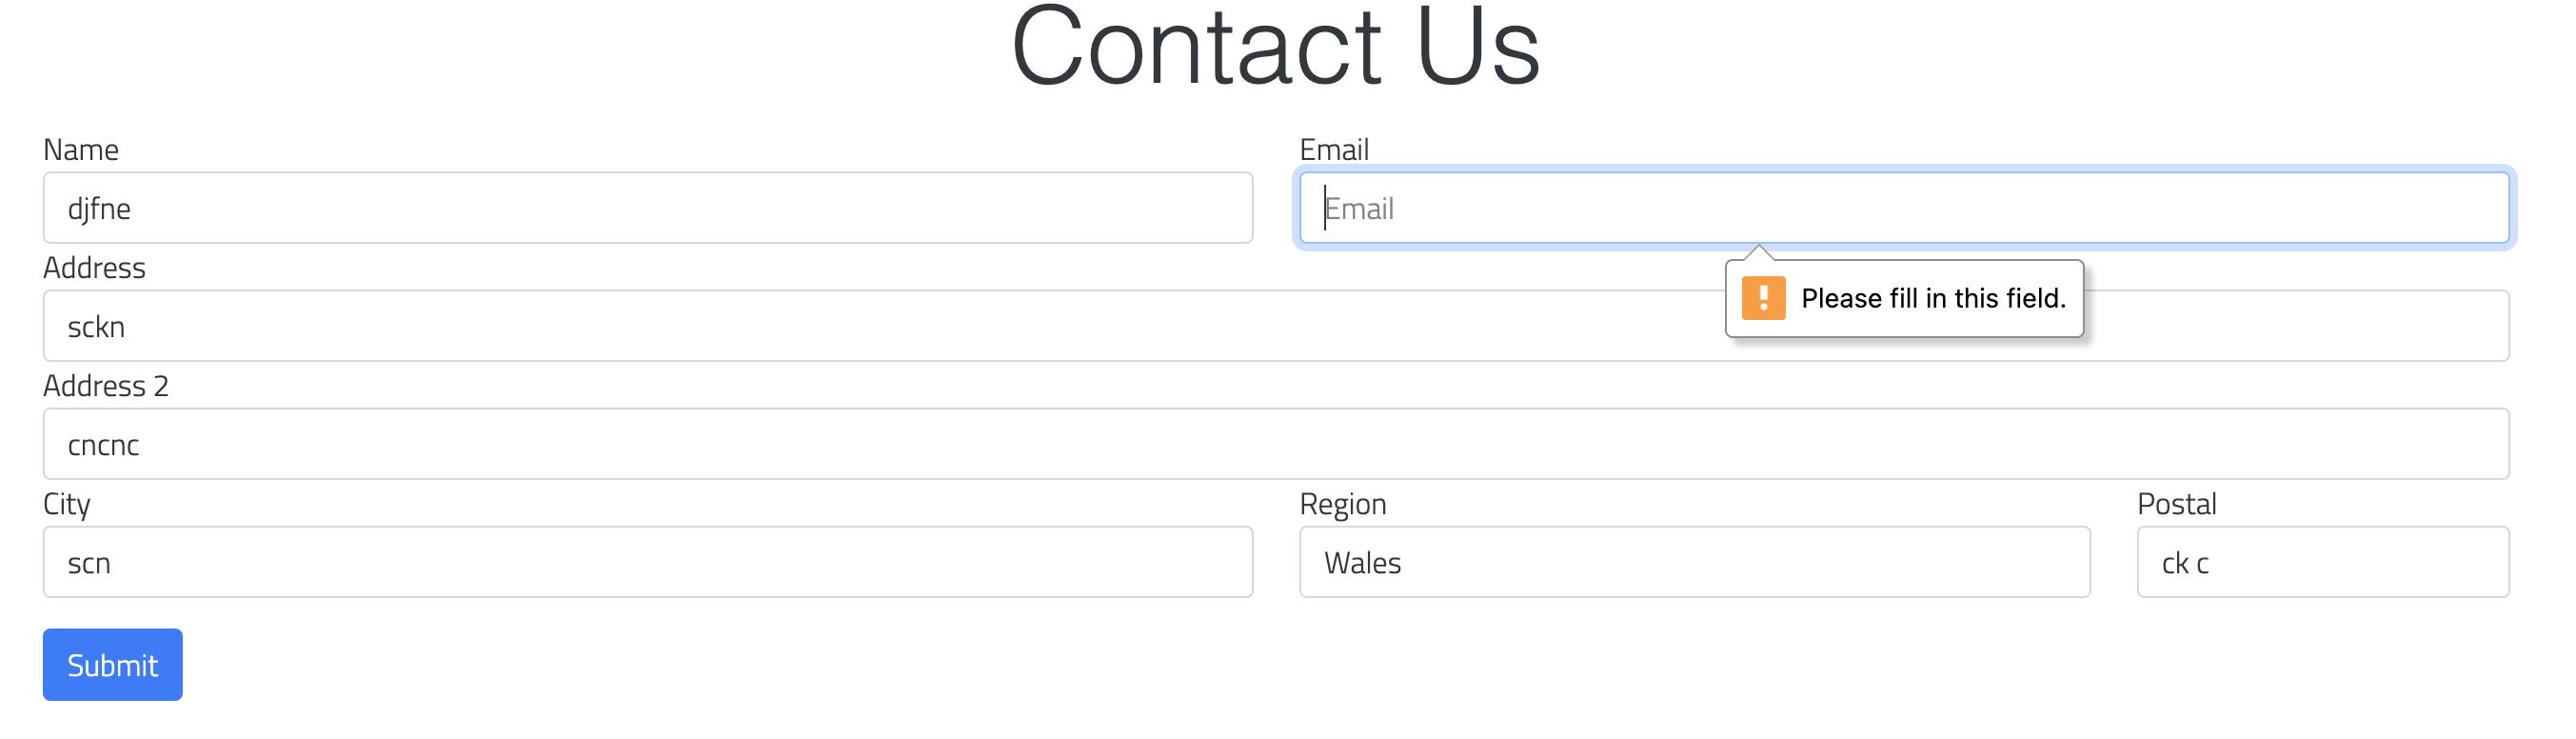 Contact Us
Name Email
djfne Email
Address
Please fill in this field.
sckn
Address 2
cncnc
City Region Postal
scn Wales ck c
Submit